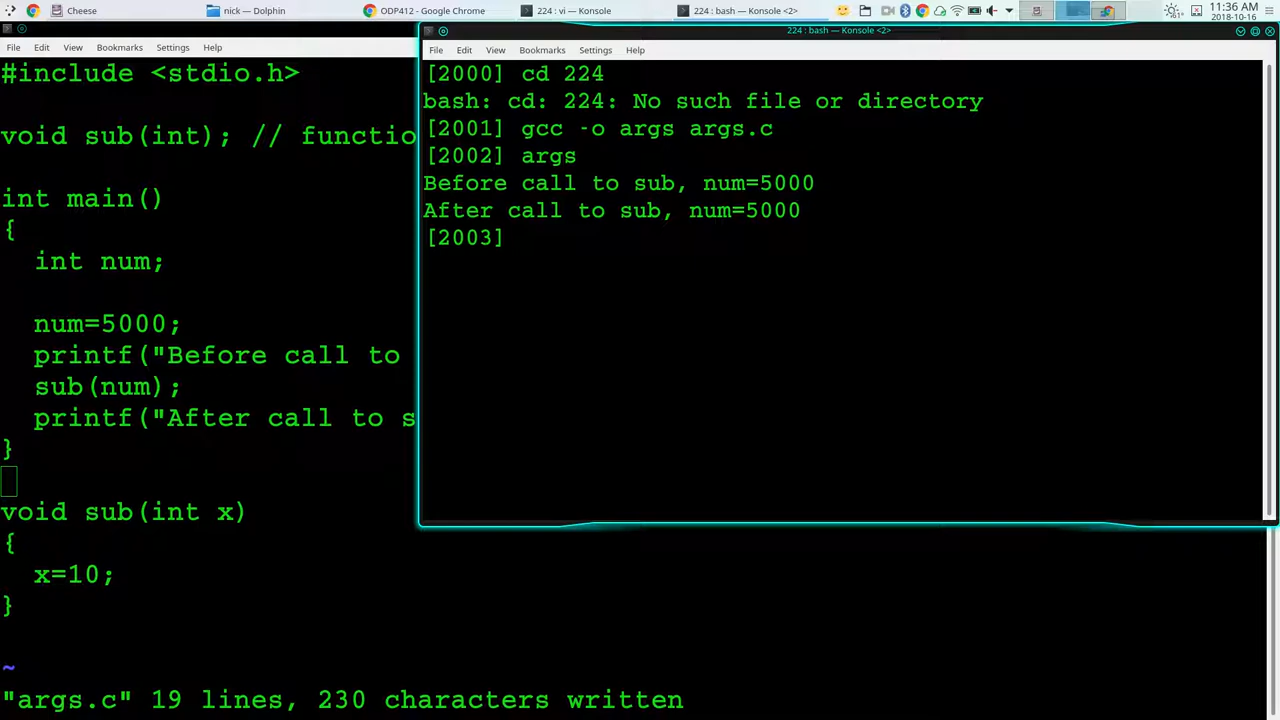 Cheese
nick — Dolphin
ODP412 - Google Chrome
224 : vi — Konsole
224 : bash — Konsole <2>
11:36 AM
2018-10-16
File Edit View Bookmarks Settings Help
#include <stdio.h>
void sub(int); // functio
int main()
{
int num;
num=5000;
printf("Before call to
sub(num);
printf("After call to s
}
void sub(int x)
{
x=10;
}
~
"args.c" 19 lines, 230 characters written
224 : bash — Konsole <2>
File Edit View Bookmarks Settings Help
[2000] cd 224
bash: cd: 224: No such file or directory
[2001] gcc -o args args.c
[2002] args
Before call to sub, num=5000
After call to sub, num=5000
[2003]